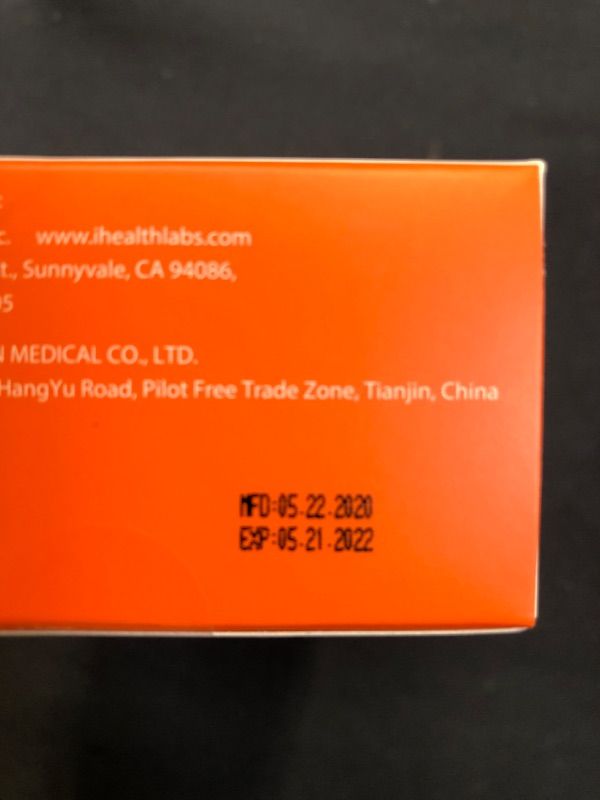 c. www.ihealthlabs.com
t., Sunnyvale, CA 94086,
05
N MEDICAL CO., LTD.
HangYu Road, Pilot Free Trade Zone, Tianjin, China
MFD:05.22.2020
EXP:05.21.2022